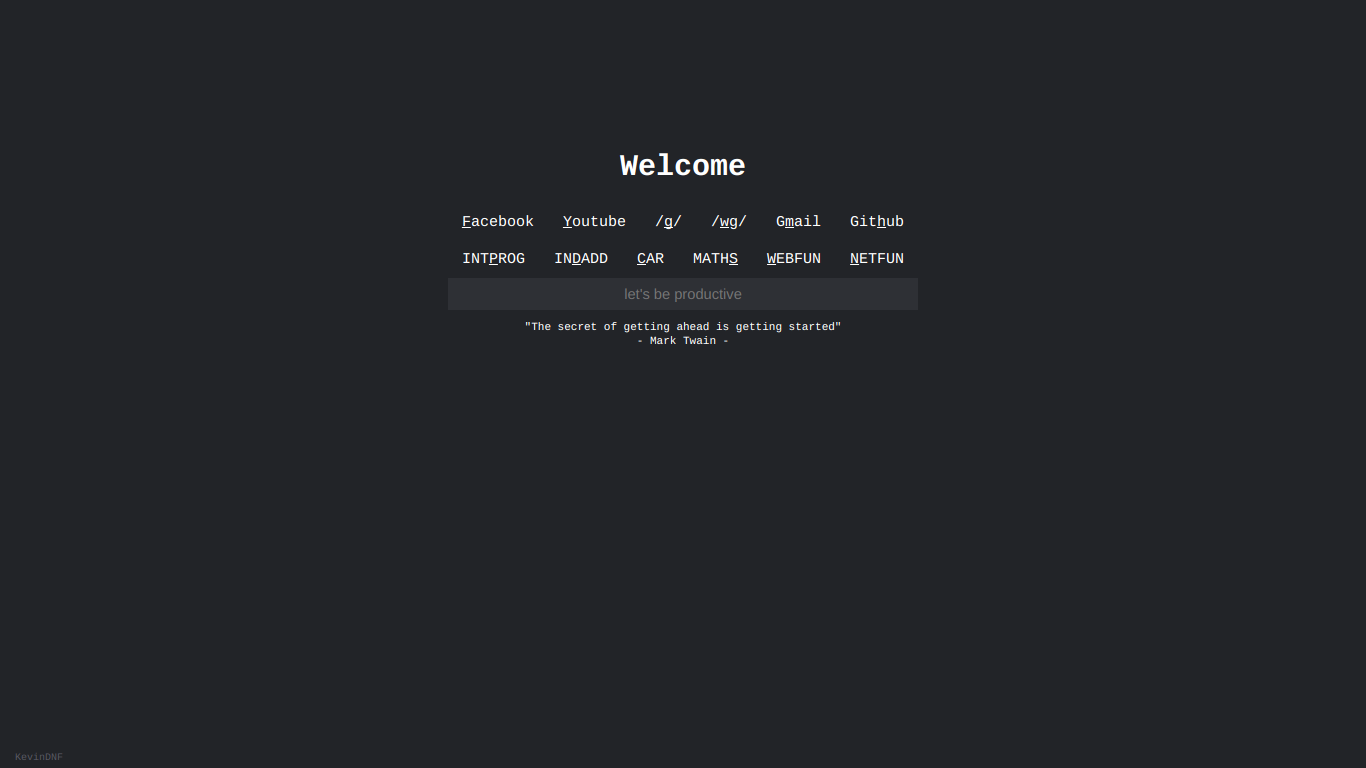 Welcome
Facebook Youtube /g/ /wg/ Gmail Github
INTPROG INDADD CAR MATHS WEBFUN NETFUN
let's be productive
"The secret of getting ahead is getting started"
- Mark Twain -
KevinDNF